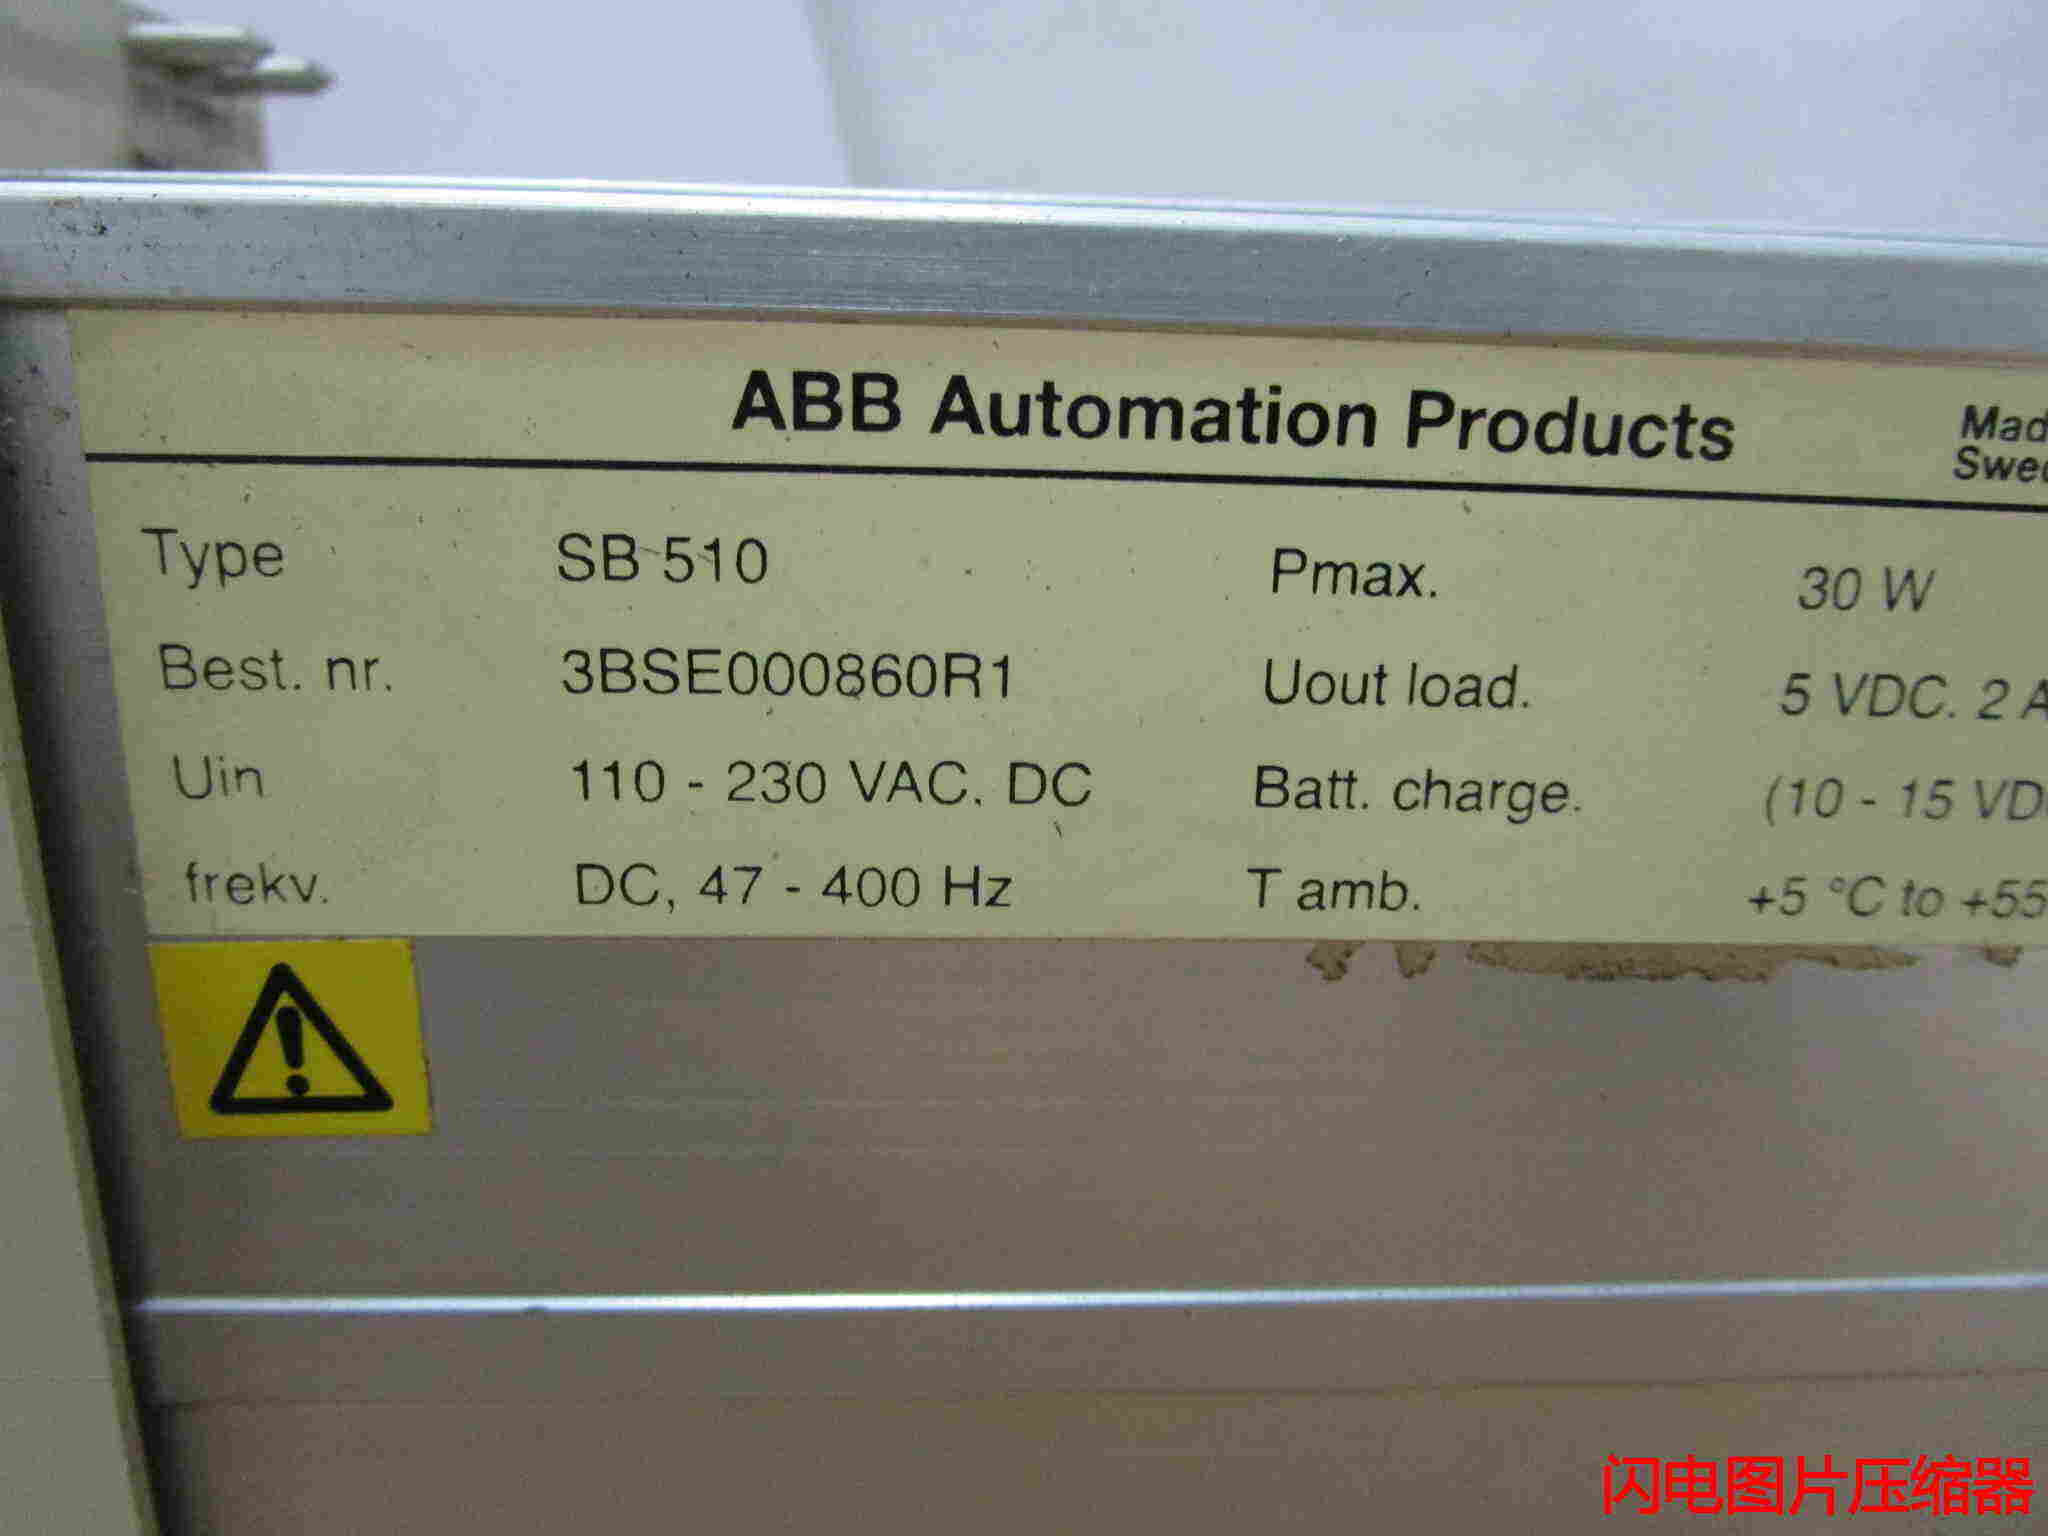 ABB Automation Products
Mad
Swe
Type SB 510 Pmax. 30 W
Best. nr. 3BSE000860R1 Uout load. 5 VDC. 2 A
Uin 110 - 230 VAC. DC Batt. charge. (10 - 15 VD
frekv. DC, 47 - 400 Hz T amb. +5 °C to +55
闪电图片压缩器